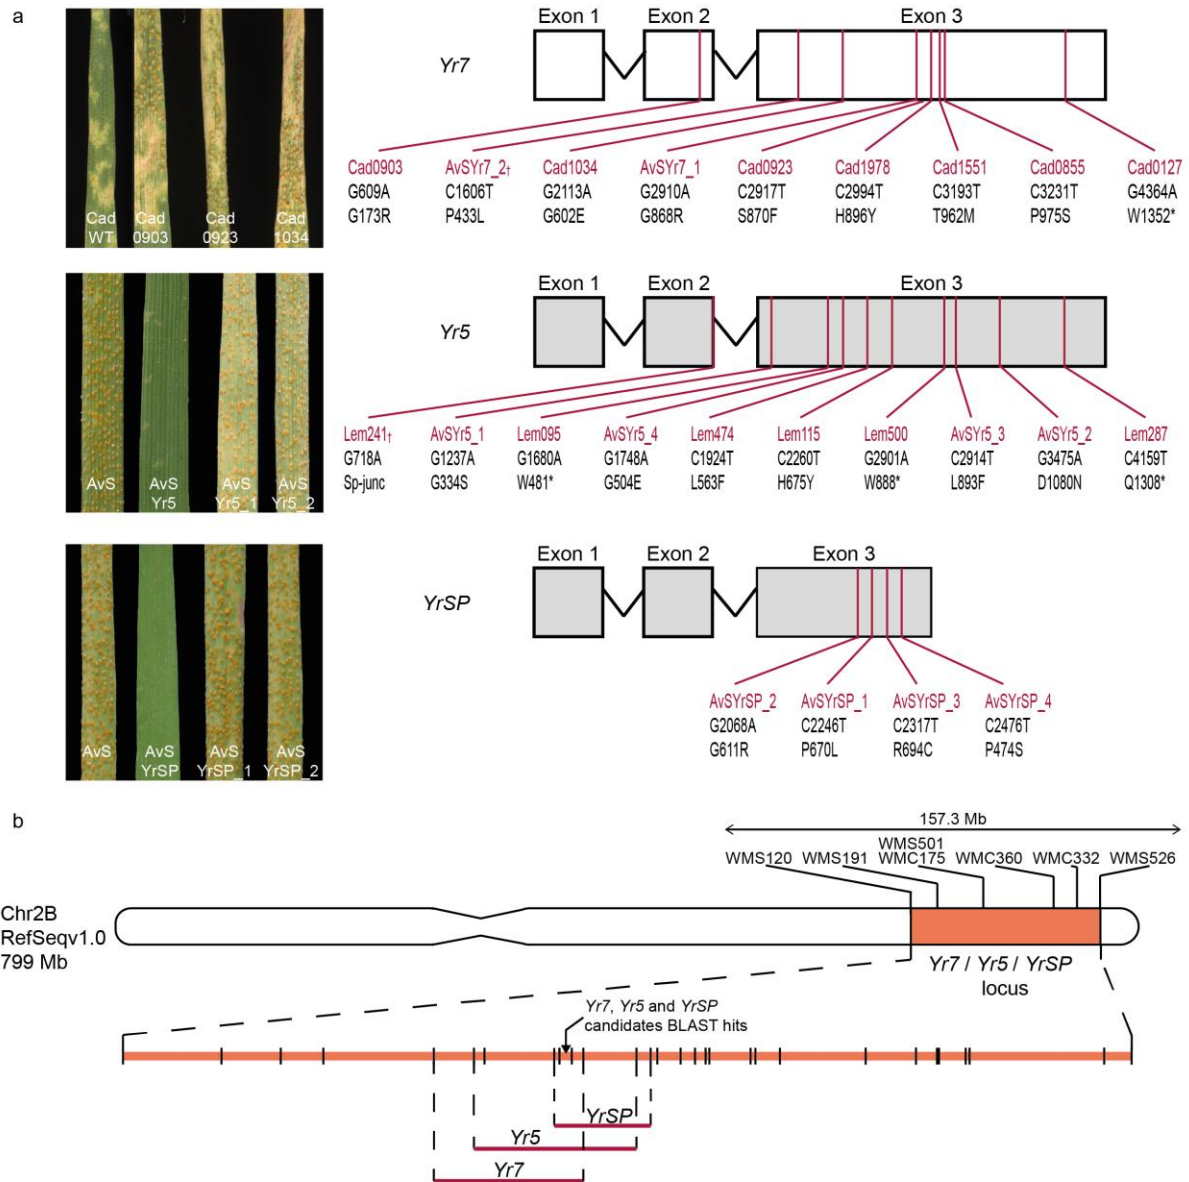 a
Exon 1 Exon 2 Exon 3
Yr7
Cad WT
Cad 0903
Cad 0923
Cad 1034
Cad0903 AvSYr7_2† Cad1034 AvSYr7_1 Cad0923 Cad1978 Cad1551 Cad0855 Cad0127
G609A C1606T G2113A G2910A C2917T C2994T C3193T C3231T G4364A
G173R P433L G602E G868R S870F H896Y T962M P975S W1352*
Exon 1 Exon 2 Exon 3
Yr5
AvS
AvS Yr5
AvS Yr5_1
AvS Yr5_2
Lem241† AvSYr5_1 Lem095 AvSYr5_4 Lem474 Lem115 Lem500 AvSYr5_3 AvSYr5_2 Lem287
G718A G1237A G1680A G1748A C1924T C2260T G2901A C2914T G3475A C4159T
Sp-junc G334S W481* G504E L563F H675Y W888* L893F D1080N Q1308*
Exon 1 Exon 2 Exon 3
YrSP
AvS
AvS YrSP
AvS YrSP_1
AvS YrSP_2
AvSYrSP_2 AvSYrSP_1 AvSYrSP_3 AvSYrSP_4
G2068A C2246T C2317T C2476T
G611R P670L R694C P474S
b
157.3 Mb
WMS501
WMS120 WMS191 WMC175 WMC360 WMC332 WMS526
Chr2B
RefSeqv1.0
799 Mb
Yr7 / Yr5 / YrSP
locus
Yr7, Yr5 and YrSP
candidates BLAST hits
YrSP
Yr5
Yr7